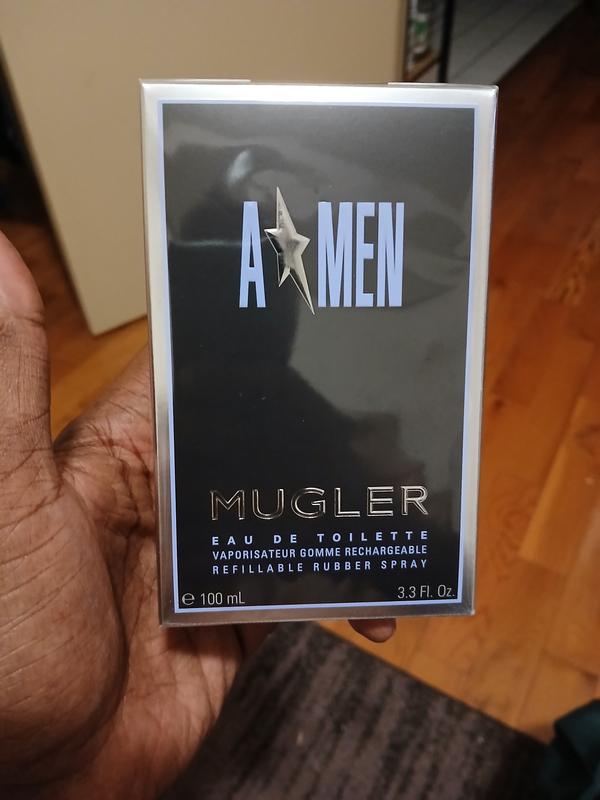 A MEN
MUGLER
EAU DE TOILETTE
VAPORISATEUR GOMME RECHARGEABLE
REFILLABLE RUBBER SPRAY
℮ 100 mL 3.3 Fl. Oz.